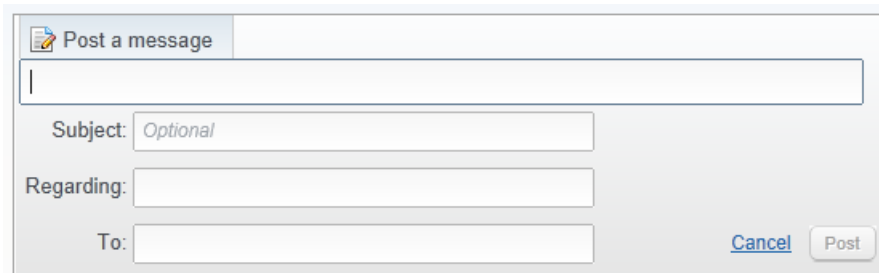 Post a message
Subject: Optional
Regarding:
To: Cancel Post